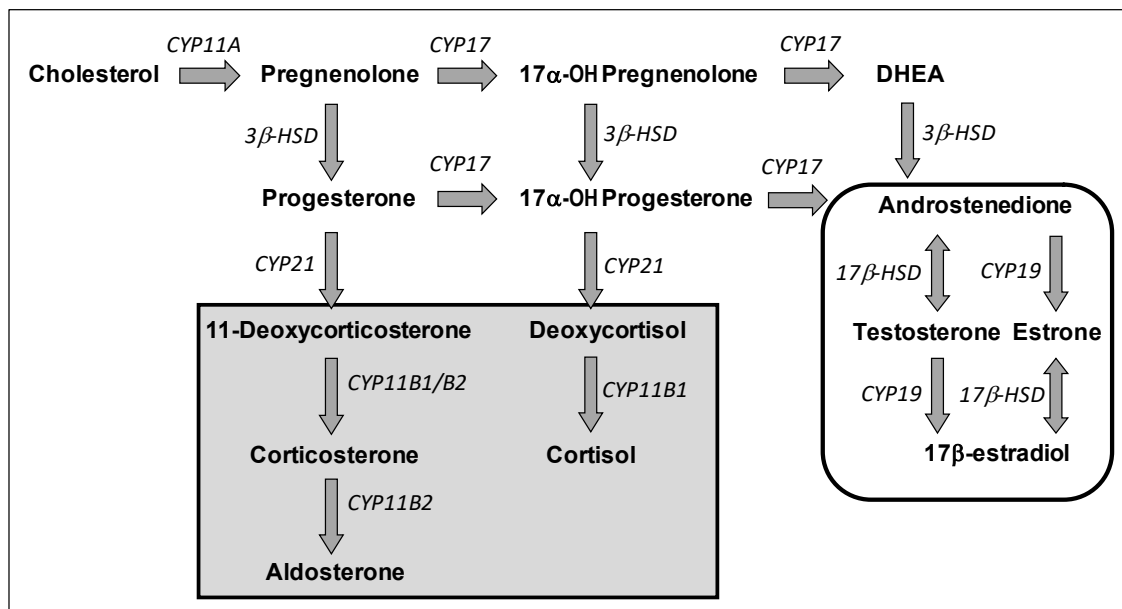 CYP11A CYP17 CYP17
Cholesterol Pregnenolone 17α-OH Pregnenolone DHEA
3β-HSD 3β-HSD 3β-HSD
CYP17 CYP17
Progesterone 17α-OH Progesterone Androstenedione
CYP21 CYP21 17β-HSD CYP19
11-Deoxycorticosterone Deoxycortisol Testosterone Estrone
CYP11B1/B2 CYP11B1 CYP19 17β-HSD
Corticosterone Cortisol 17β-estradiol
CYP11B2
Aldosterone